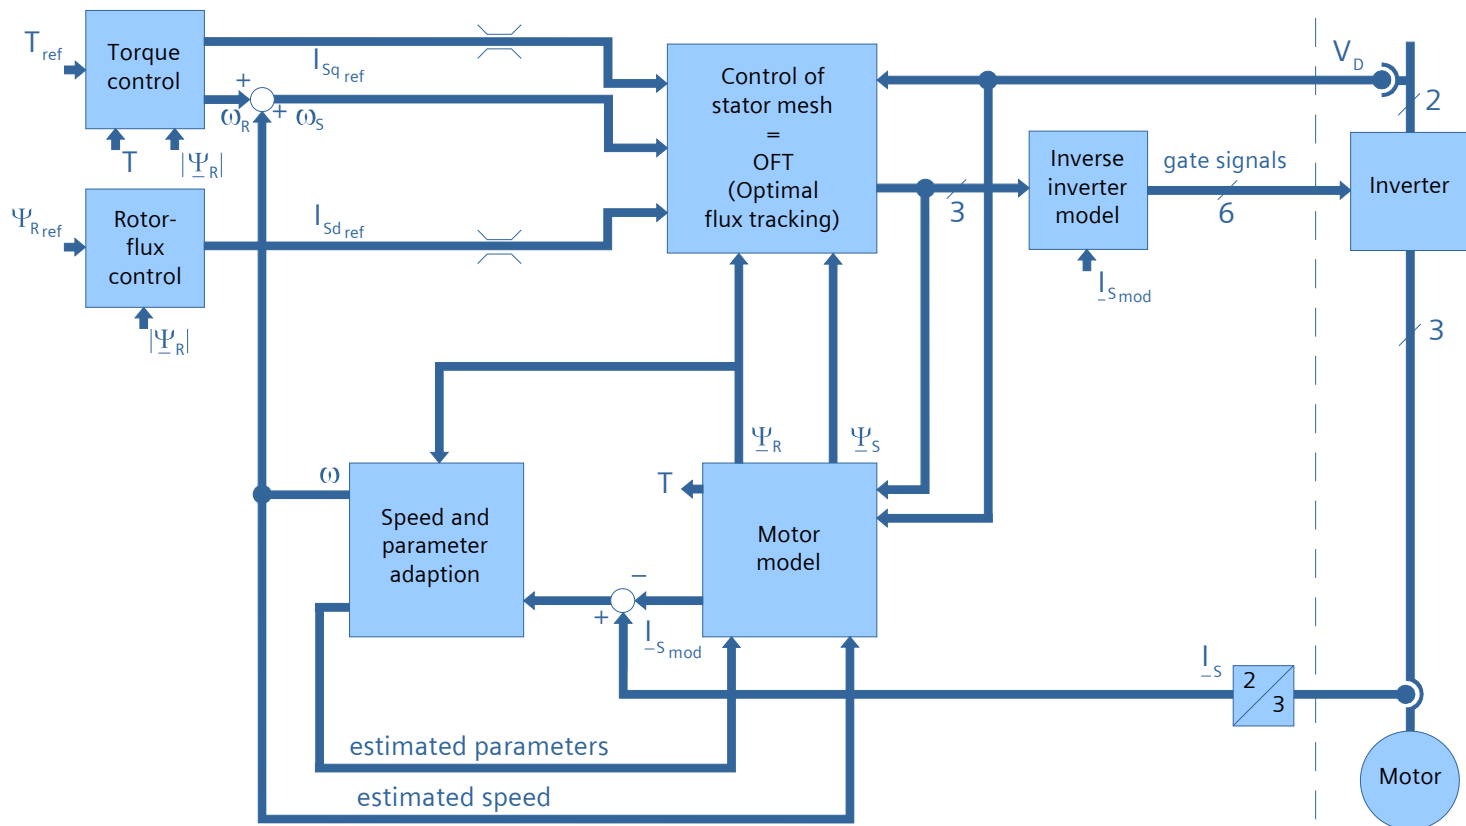 T ref
Torque
control
I Sq ref
+
+
ω R
ω S
T
|Ψ R|
Ψ R ref
Rotor-
flux
control
I Sd ref
|Ψ R|
Control of
stator mesh
=
OFT
(Optimal
flux tracking)
V D
2
Inverse
inverter
model
gate signals
Inverter
3
6
I S mod
3
Ψ R
Ψ S
ω
T
Speed and
parameter
adaption
Motor
model
−
+
I S mod
I S
2
3
estimated parameters
Motor
estimated speed